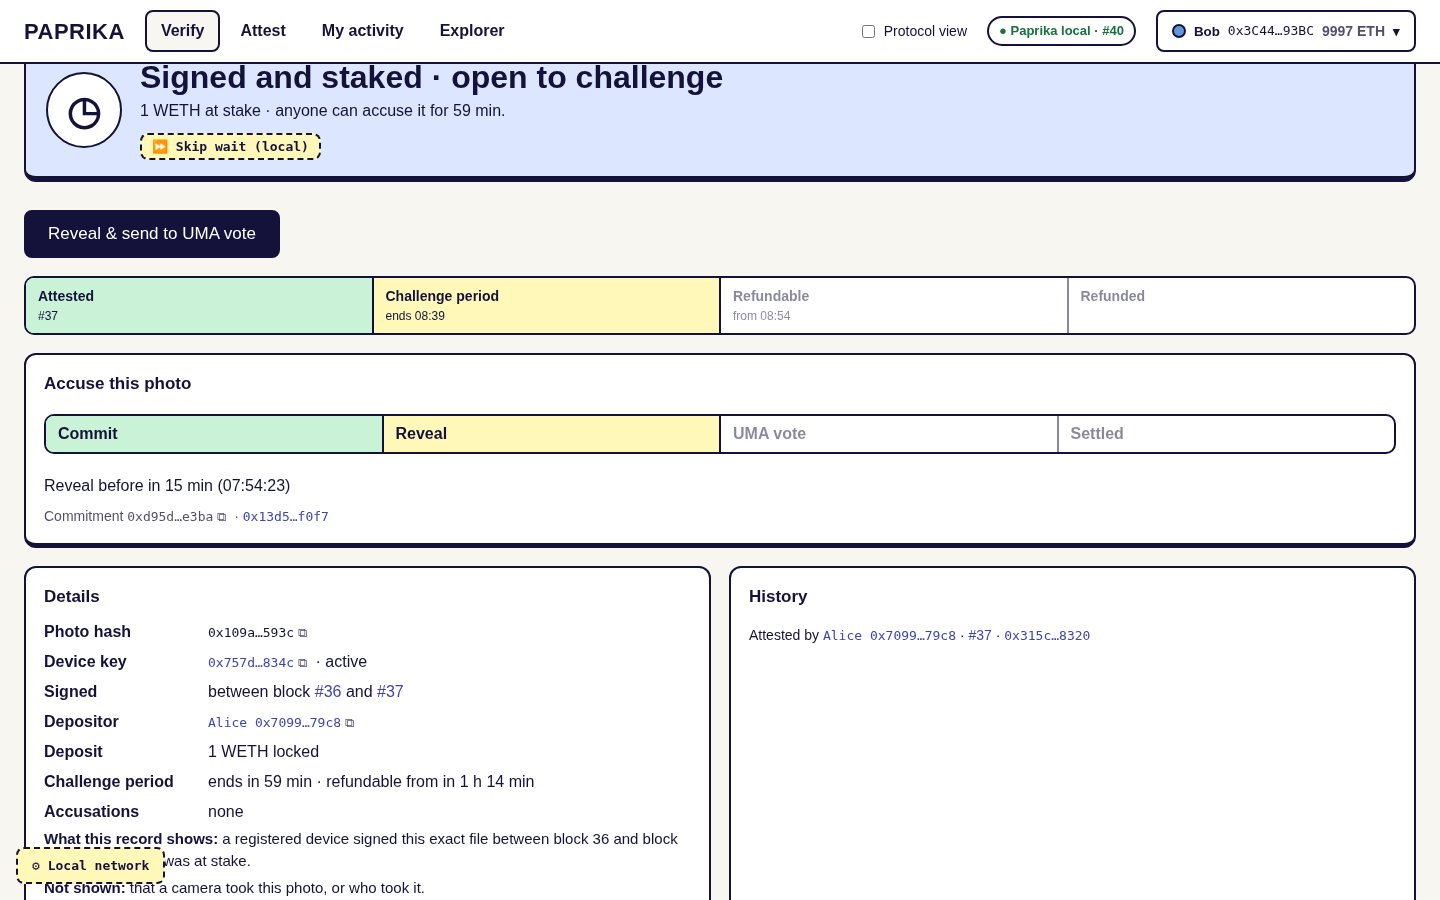 PAPRIKA Verify Attest My activity Explorer Protocol view ● Paprika local · #40 Bob 0x3C44…93BC 9997 ETH ▾
Signed and staked · open to challenge
1 WETH at stake · anyone can accuse it for 59 min.
⏩ Skip wait (local)
Reveal & send to UMA vote
Attested Challenge period Refundable Refunded
#37 ends 08:39 from 08:54
Accuse this photo
Commit Reveal UMA vote Settled
Reveal before in 15 min (07:54:23)
Commitment 0xd95d…e3ba ⧉ · 0x13d5…f0f7
Details
Photo hash 0x109a…593c ⧉
Device key 0x757d…834c ⧉ · active
Signed between block #36 and #37
Depositor Alice 0x7099…79c8 ⧉
Deposit 1 WETH locked
Challenge period ends in 59 min · refundable from in 1 h 14 min
Accusations none
What this record shows: a registered device signed this exact file between block 36 and block
was at stake.
Not shown: that a camera took this photo, or who took it.
⚙ Local network
History
Attested by Alice 0x7099…79c8 · #37 · 0x315c…8320